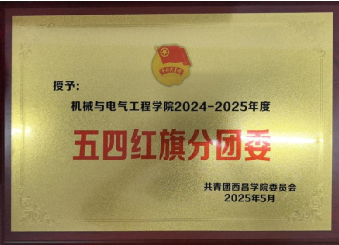 授予：
机械与电气工程学院2024-2025年度
五四红旗分团委
共青团西昌学院委员会
2025年5月